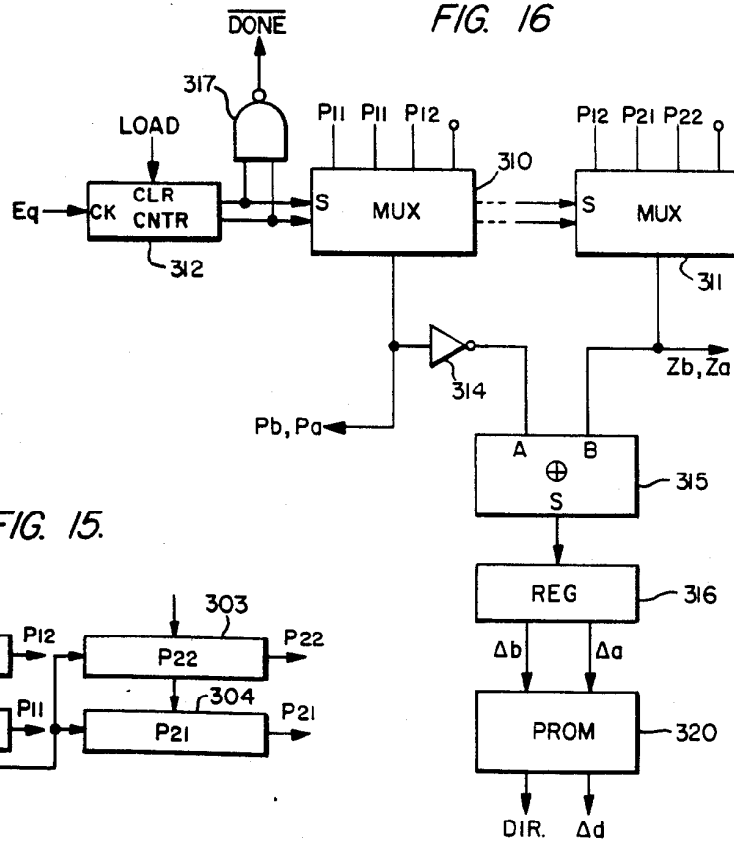 FIG. 16
DONE
317
LOAD
P11 P11 P12
P12 P21 P22
310
Eq
CK
CLR
CNTR
S
MUX
S
MUX
312
311
314
Zb, Za
Pb, Pa
A B
⊕
S
315
FIG. 15.
REG
316
303
P12
P22
P22
Δb Δa
304
P11
P21
P21
PROM
320
DIR. Δd